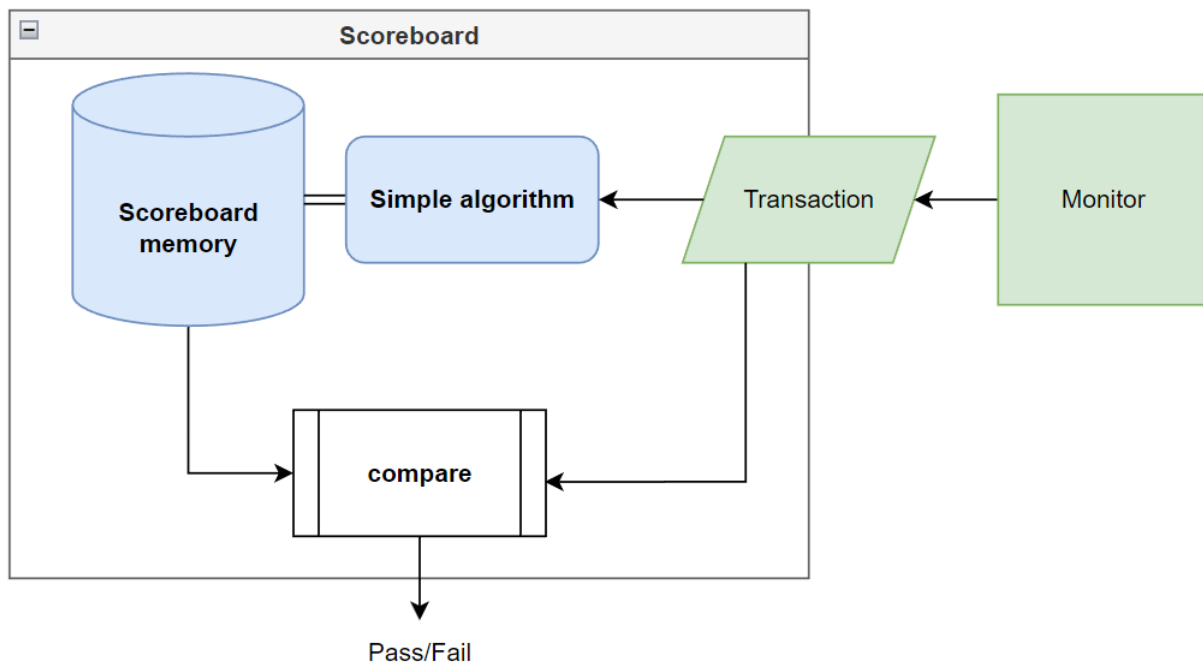 Scoreboard
Scoreboard
memory
Simple algorithm
Transaction
Monitor
compare
Pass/Fail